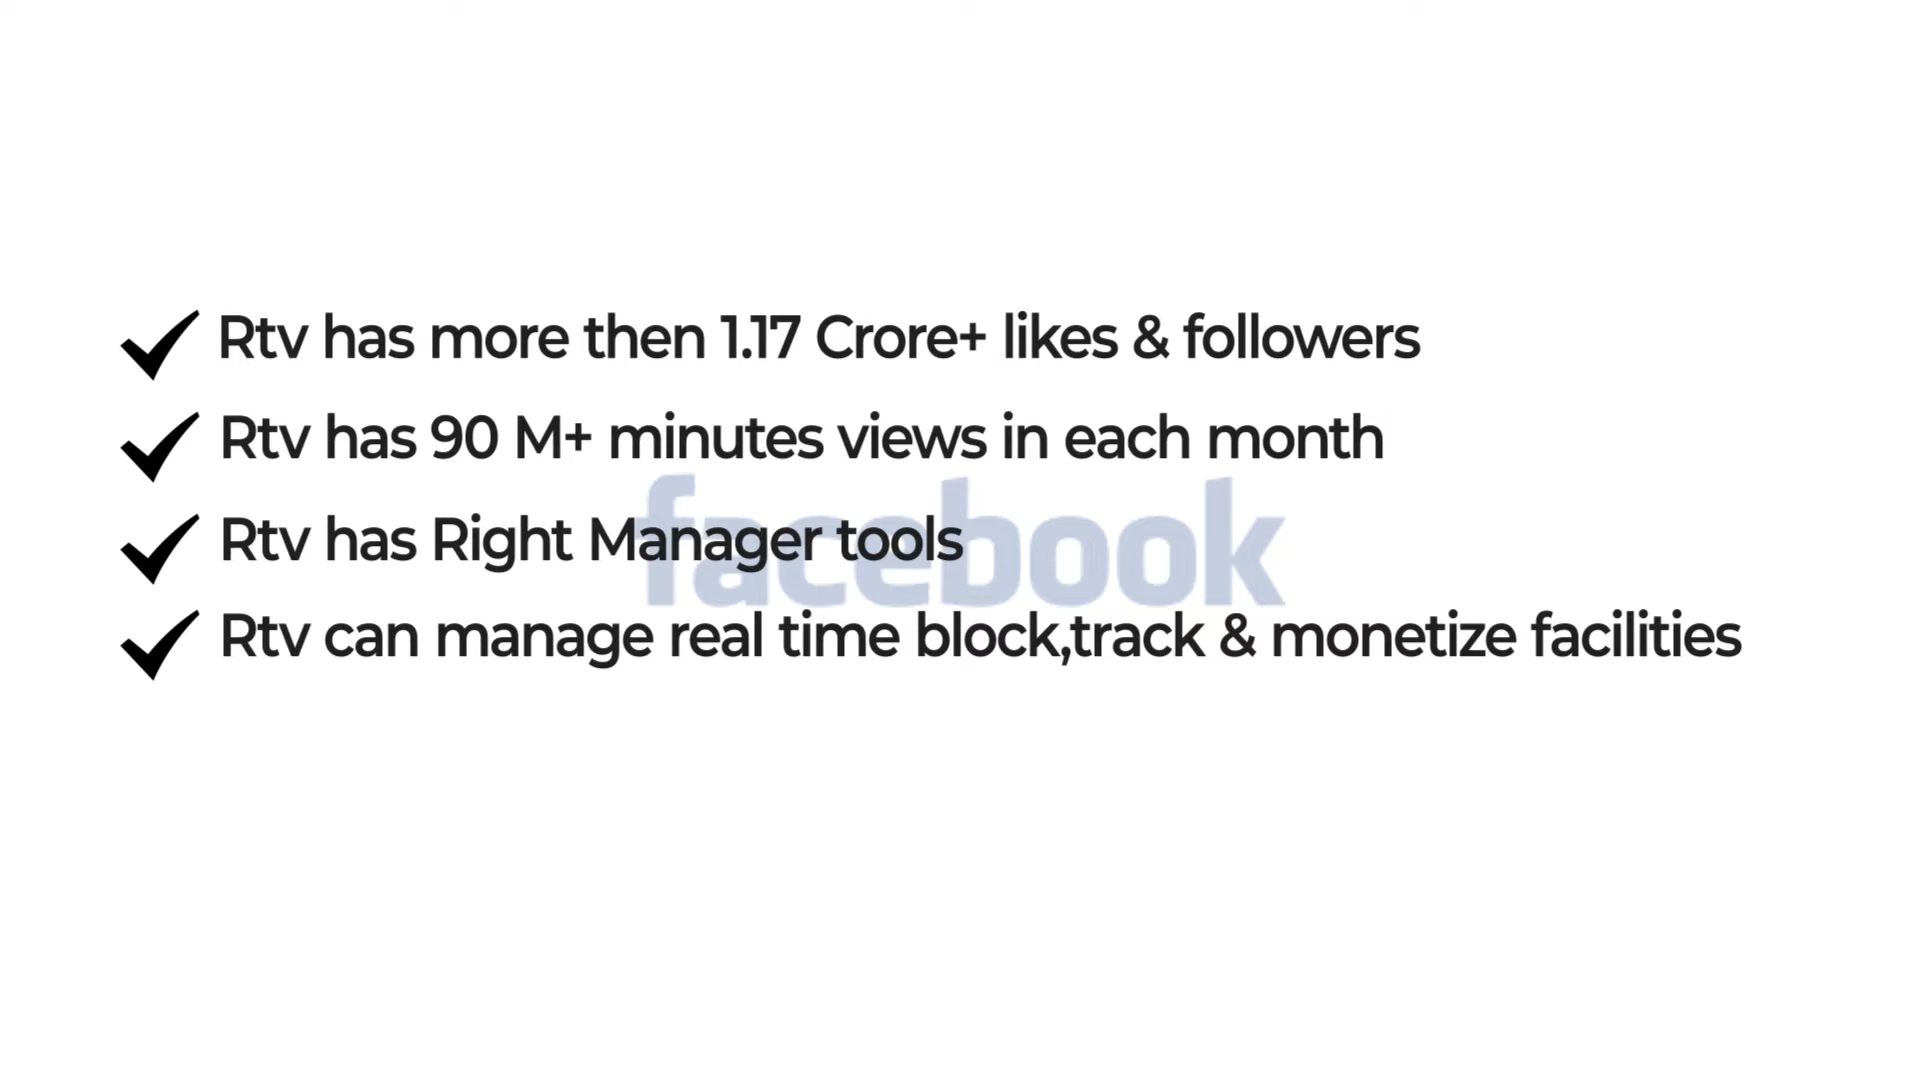 Rtv has more then 1.17 Crore+ likes & followers
Rtv has 90 M+ minutes views in each month
Rtv has Right Manager tools
facebook
Rtv can manage real time block,track & monetize facilities